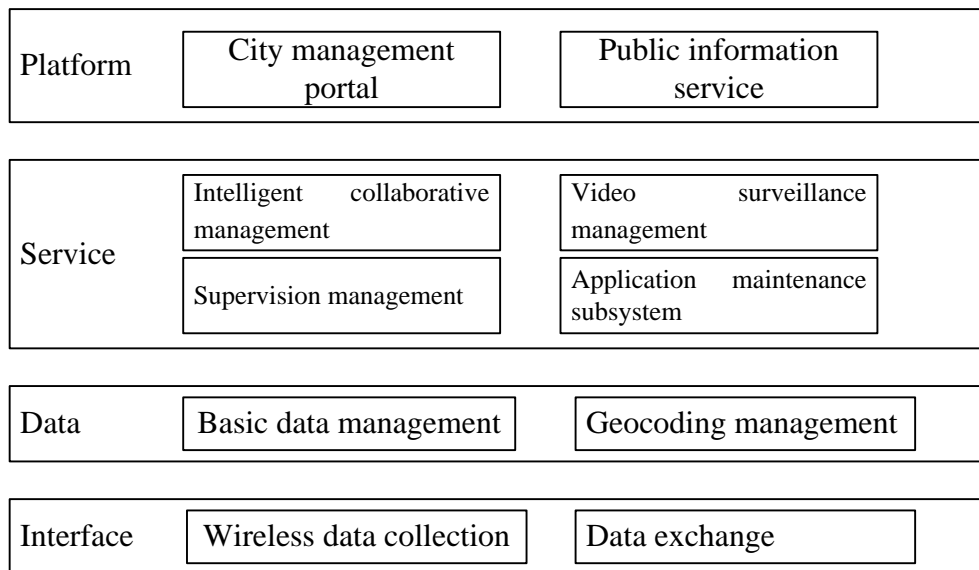 Platform
City management
portal
Public information
service
Service
Intelligent collaborative
management
Video surveillance
management
Supervision management
Application maintenance
subsystem
Data
Basic data management
Geocoding management
Interface
Wireless data collection
Data exchange